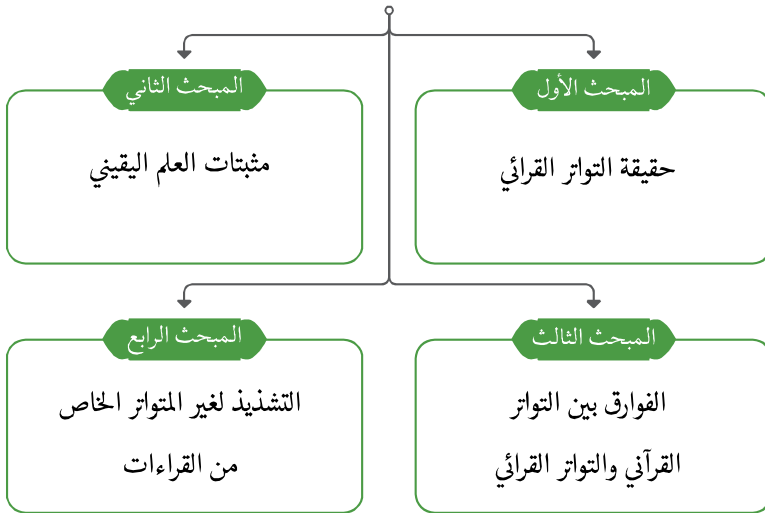 المبحث الأول
حقيقة التواتر القرائي
المبحث الثاني
مثبتات العلم اليقيني
المبحث الثالث
الفوارق بين التواتر
القرآني والتواتر القرائي
المبحث الرابع
التشذيذ لغير المتواتر الخاص
من القراءات